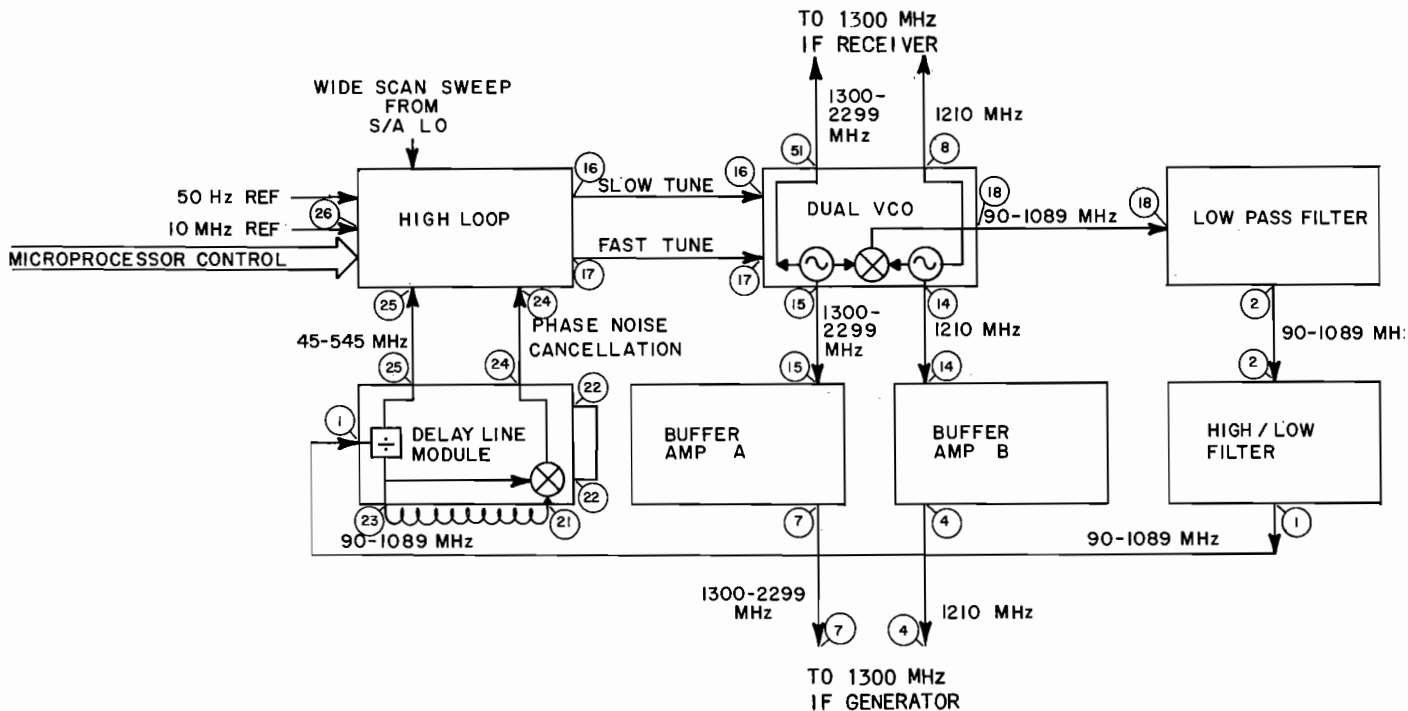 TO 1300 MHz
IF RECEIVER
WIDE SCAN SWEEP
FROM
S/A LO
1300-
2299
MHz
1210 MHz
51
8
16
SLOW TUNE
16
18
50 Hz REF
26
10 MHz REF
HIGH LOOP
DUAL VCO
90-1089 MHz
18
LOW PASS FILTER
MICROPROCESSOR CONTROL
FAST TUNE
17
17
25
24
15
14
2
45-545 MHz
PHASE NOISE
CANCELLATION
1300-
2299
MHz
1210 MHz
90-1089 MH
25
24
22
15
14
2
1
÷
DELAY LINE
MODULE
BUFFER
AMP A
BUFFER
AMP B
HIGH/LOW
FILTER
22
23
21
7
4
1
90-1089 MHz
90-1089 MHz
1300-2299
MHz
1210 MHz
7
4
TO 1300 MHz
IF GENERATOR